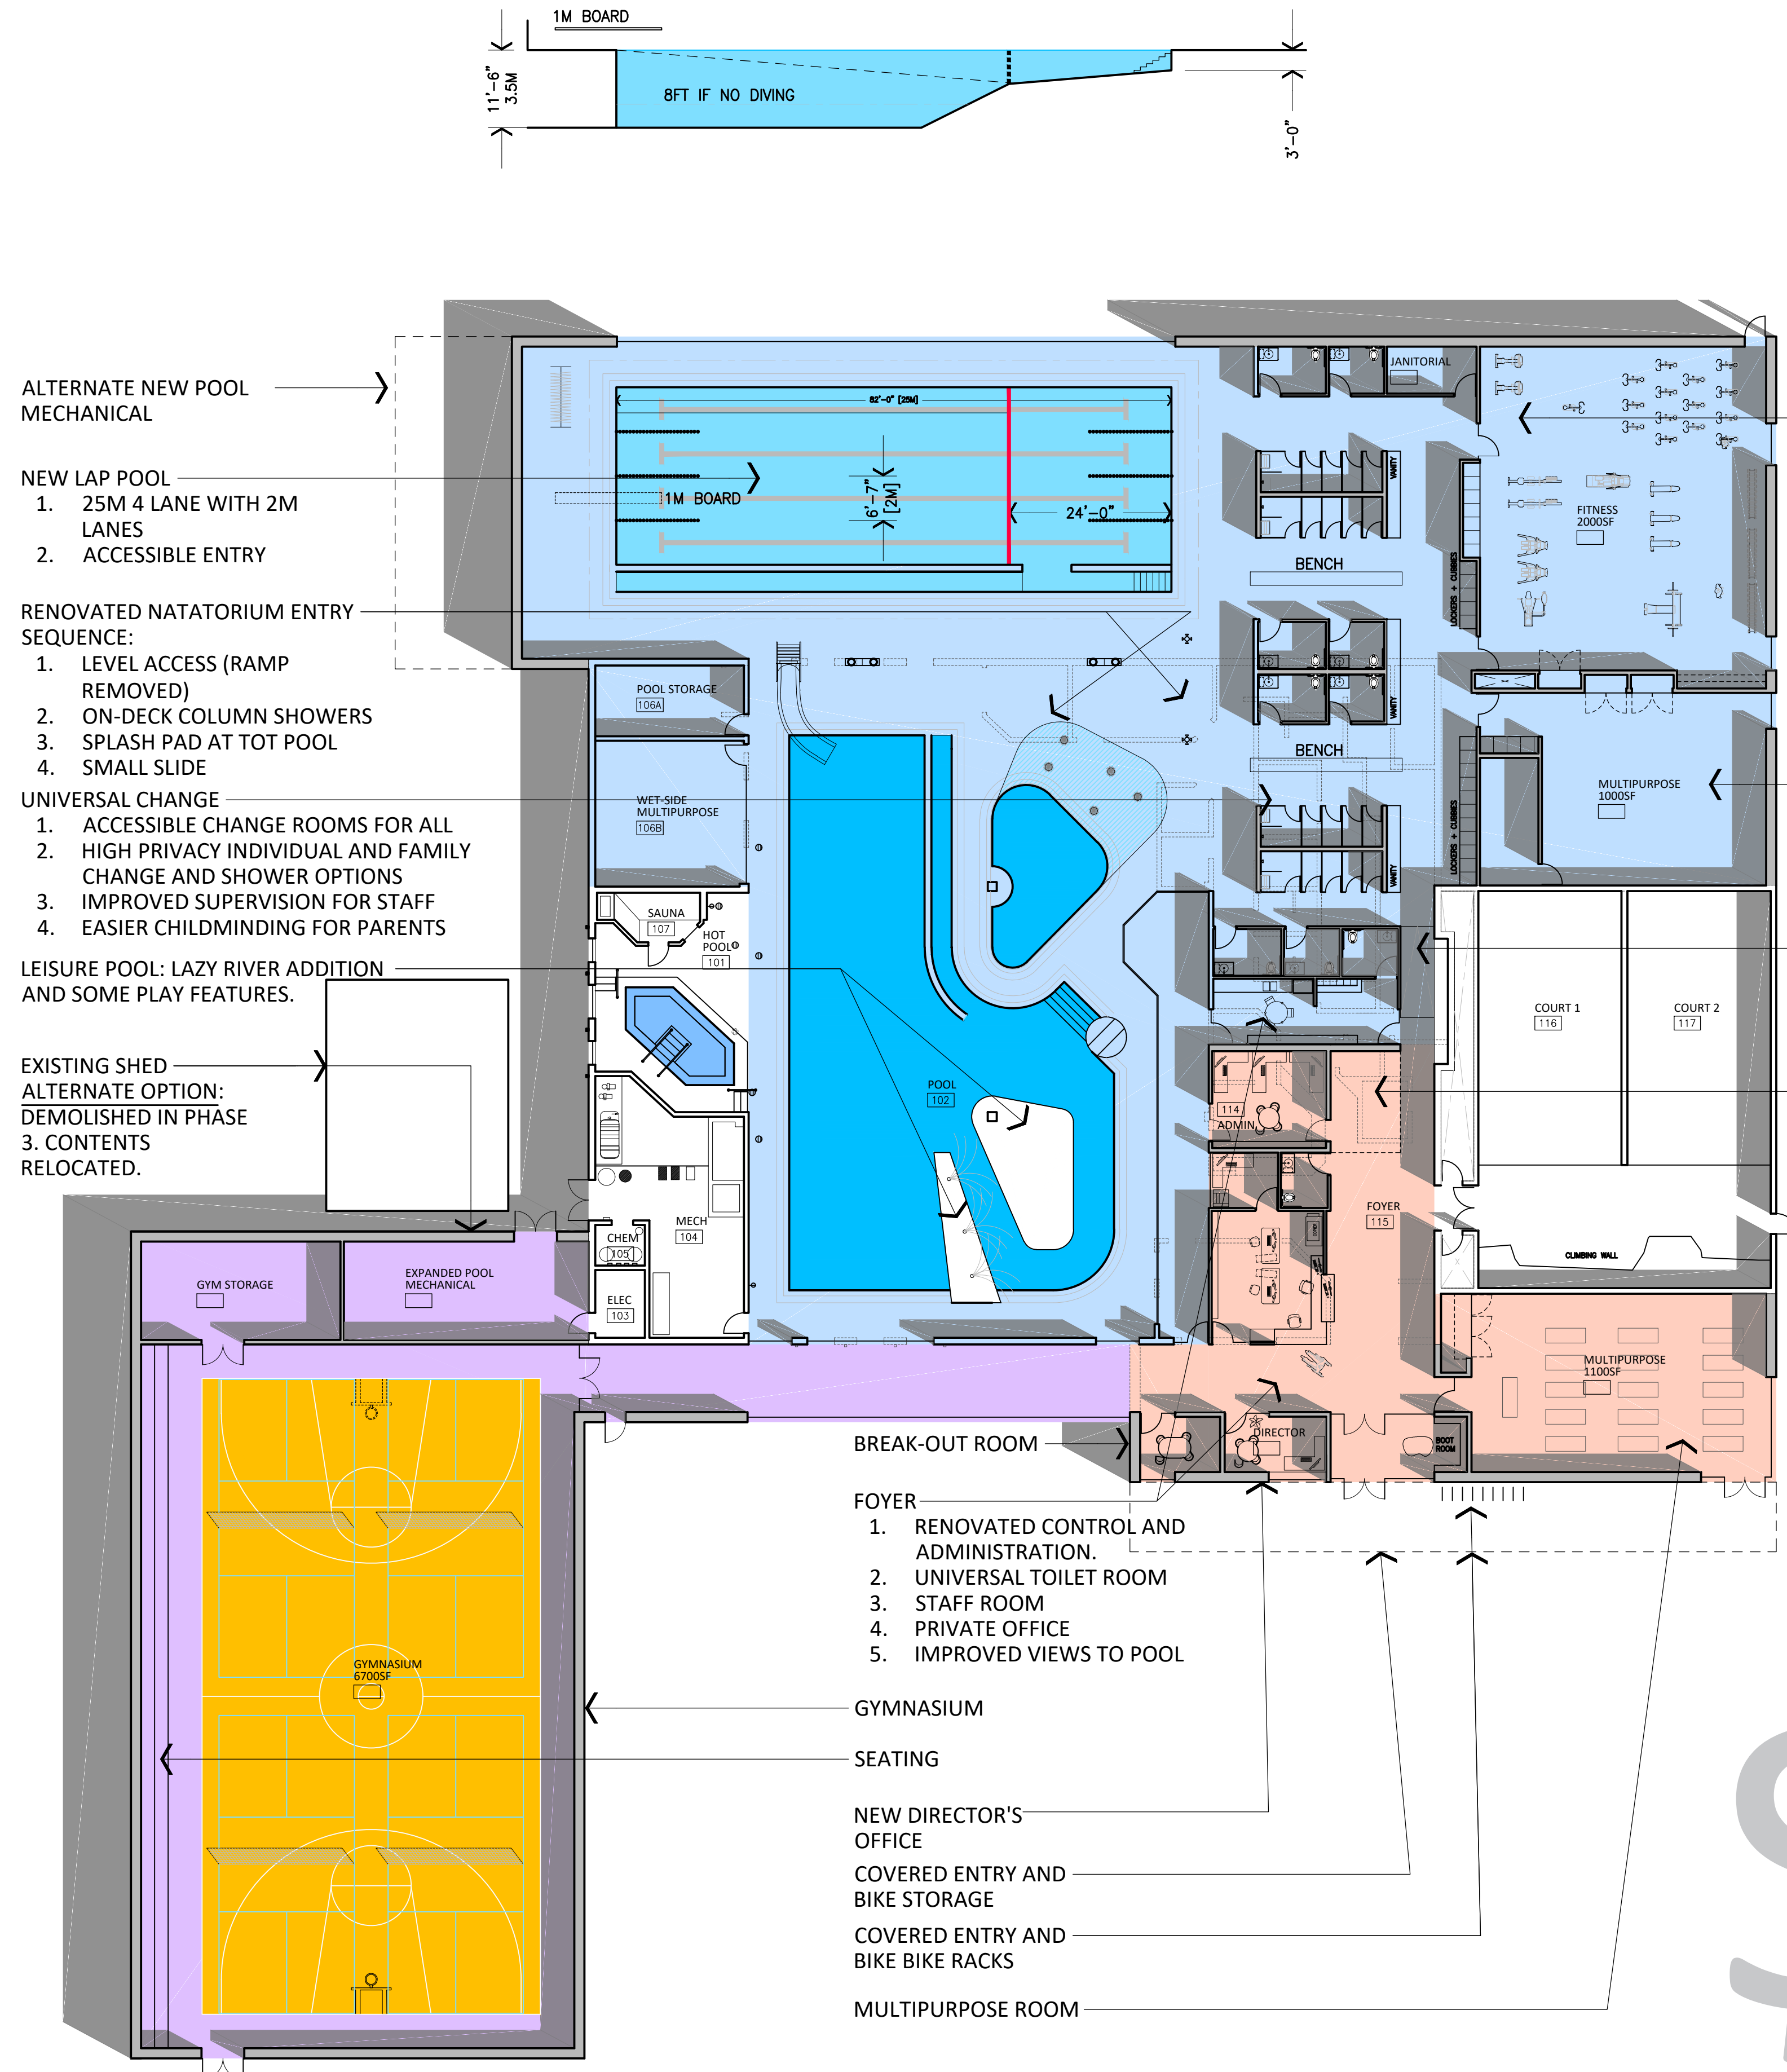 1M BOARD
11'-6"
3.5M
8FT IF NO DIVING
3'-0"
ALTERNATE NEW POOL
MECHANICAL
NEW LAP POOL
1. 25M 4 LANE WITH 2M
LANES
2. ACCESSIBLE ENTRY
RENOVATED NATATORIUM ENTRY
SEQUENCE:
1. LEVEL ACCESS (RAMP
REMOVED)
2. ON-DECK COLUMN SHOWERS
3. SPLASH PAD AT TOT POOL
4. SMALL SLIDE
UNIVERSAL CHANGE
1. ACCESSIBLE CHANGE ROOMS FOR ALL
2. HIGH PRIVACY INDIVIDUAL AND FAMILY
CHANGE AND SHOWER OPTIONS
3. IMPROVED SUPERVISION FOR STAFF
4. EASIER CHILDMINDING FOR PARENTS
LEISURE POOL: LAZY RIVER ADDITION
AND SOME PLAY FEATURES.
EXISTING SHED
ALTERNATE OPTION:
DEMOLISHED IN PHASE
3. CONTENTS
RELOCATED.
82'-0" [25M]
1M BOARD
6'-7"
[2M]
24'-0"
JANITORIAL
VANITY
BENCH
LOCKERS + CUBBIES
FITNESS
2000SF
POOL STORAGE
106A
WET-SIDE
MULTIPURPOSE
106B
VANITY
BENCH
MULTIPURPOSE
1000SF
LOCKERS + CUBBIES
VANITY
SAUNA
107
HOT
POOL
101
COURT 1
116
COURT 2
117
POOL
102
114
ADMIN
MECH
104
CHEM
105
ELEC
103
FOYER
115
CLIMBING WALL
GYM STORAGE
EXPANDED POOL
MECHANICAL
MULTIPURPOSE
1100SF
DIRECTOR
BOOT
ROOM
GYMNASIUM
6700SF
BREAK-OUT ROOM
FOYER
1. RENOVATED CONTROL AND
ADMINISTRATION.
2. UNIVERSAL TOILET ROOM
3. STAFF ROOM
4. PRIVATE OFFICE
5. IMPROVED VIEWS TO POOL
GYMNASIUM
SEATING
NEW DIRECTOR'S
OFFICE
COVERED ENTRY AND
BIKE STORAGE
COVERED ENTRY AND
BIKE BIKE RACKS
MULTIPURPOSE ROOM